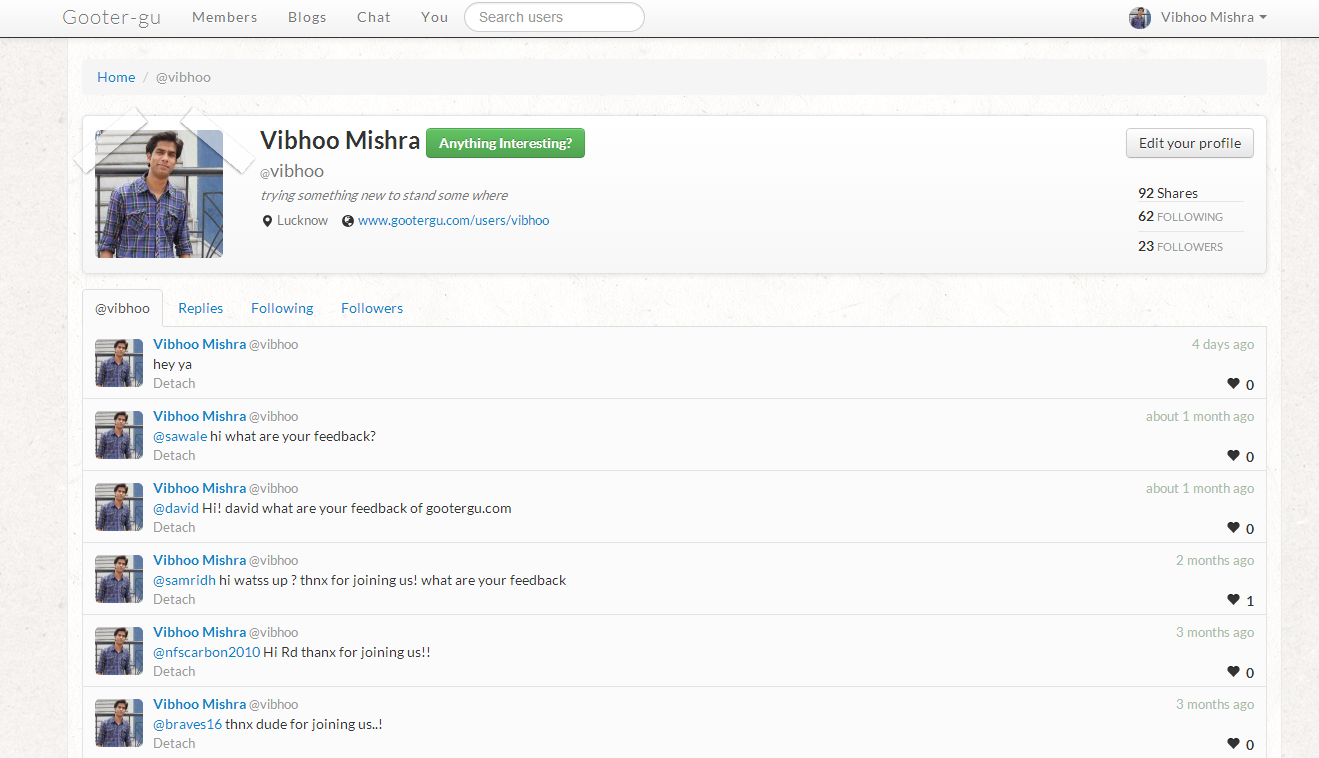 Gooter-gu Members Blogs Chat You Search users Vibhoo Mishra
Home / @vibhoo
Vibhoo Mishra Anything Interesting? Edit your profile
@vibhoo
trying something new to stand some where
Lucknow www.gootergu.com/users/vibhoo
92 Shares
62 FOLLOWING
23 FOLLOWERS
@vibhoo Replies Following Followers
Vibhoo Mishra @vibhoo 4 days ago
hey ya
Detach 0
Vibhoo Mishra @vibhoo about 1 month ago
@sawale hi what are your feedback?
Detach 0
Vibhoo Mishra @vibhoo about 1 month ago
@david Hi! david what are your feedback of gootergu.com
Detach 0
Vibhoo Mishra @vibhoo 2 months ago
@samridh hi watss up ? thnx for joining us! what are your feedback
Detach 1
Vibhoo Mishra @vibhoo 3 months ago
@nfscarbon2010 Hi Rd thanx for joining us!!
Detach 0
Vibhoo Mishra @vibhoo 3 months ago
@braves16 thnx dude for joining us..!
Detach 0